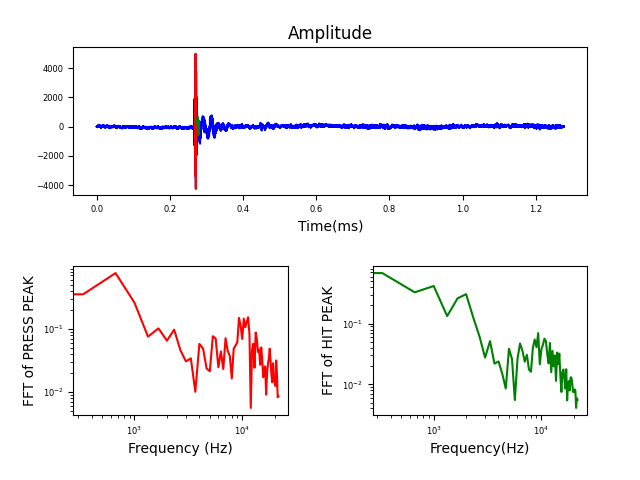 Amplitude
4000
2000
0
−2000
−4000
0.0 0.2 0.4 0.6 0.8 1.0 1.2
Time(ms)
FFT of PRESS PEAK
10⁻¹
10⁻²
10³ 10⁴
Frequency (Hz)
FFT of HIT PEAK
10⁻¹
10⁻²
10³ 10⁴
Frequency(Hz)